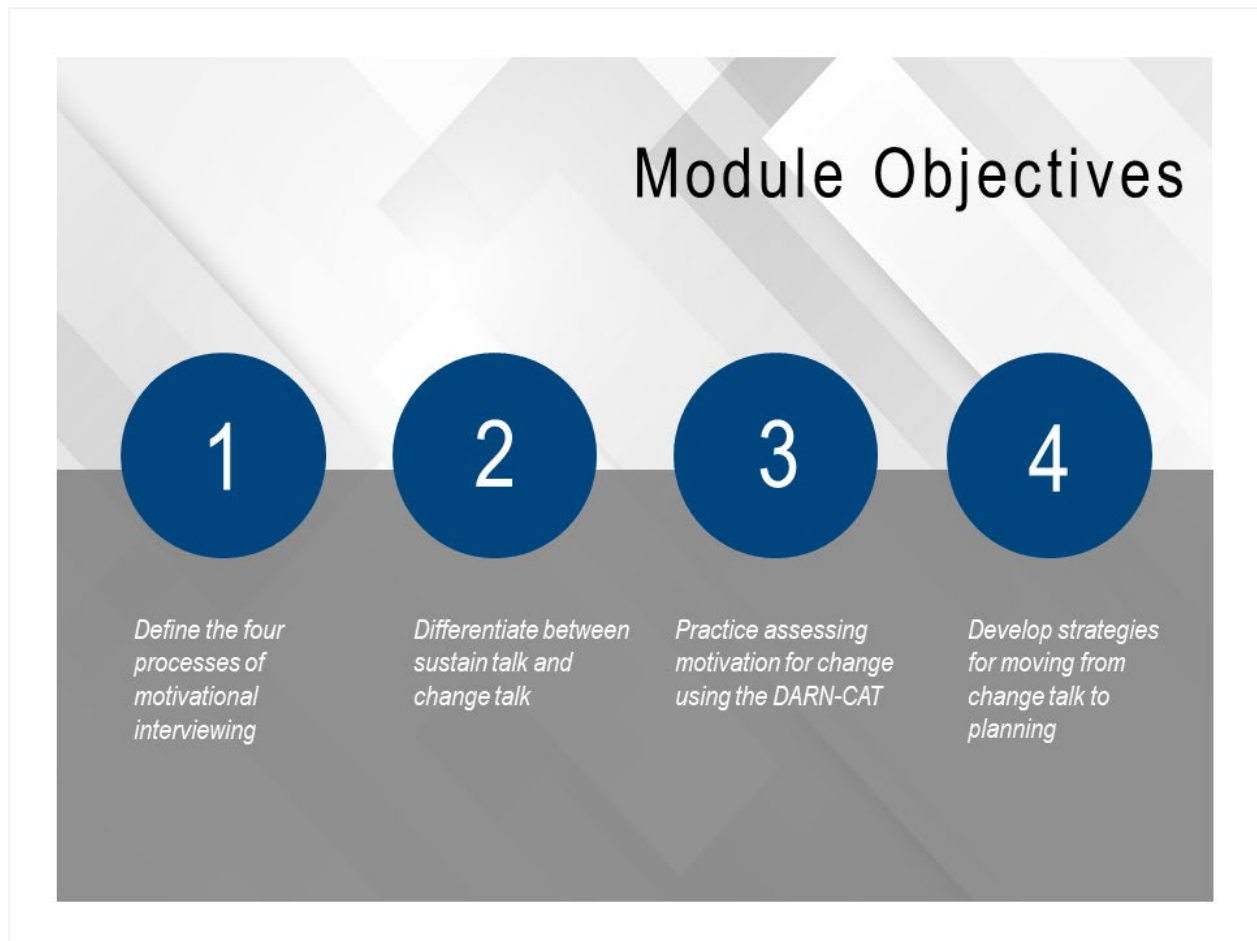 Module Objectives
1
2
3
4
Define the four
processes of
motivational
interviewing
Differentiate between
sustain talk and
change talk
Practice assessing
motivation for change
using the DARN-CAT
Develop strategies
for moving from
change talk to
planning